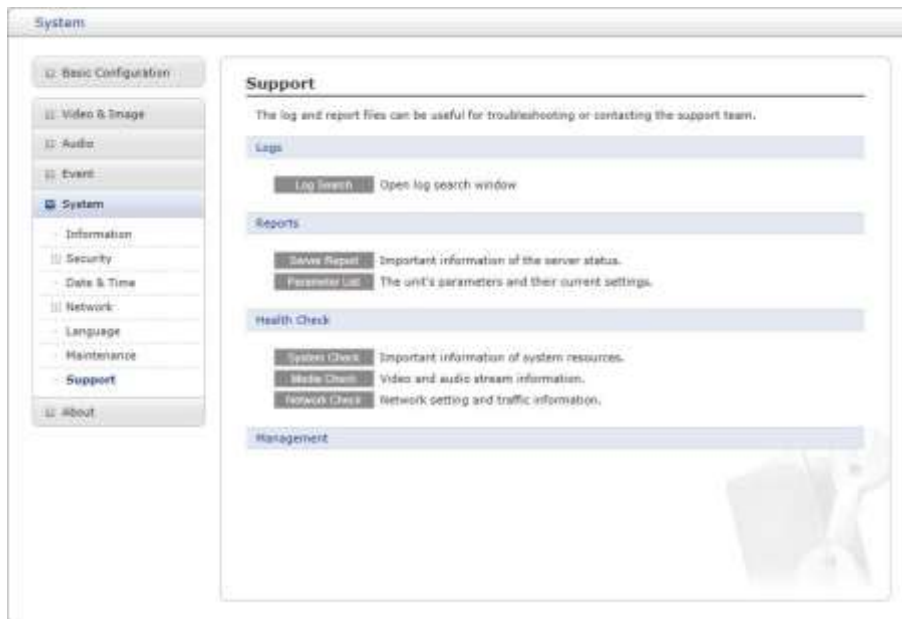 System
Basic Configuration
Video & Image
Audio
Event
System
Information
Security
Date & Time
Network
Language
Maintenance
Support
About
Support
The log and report files can be useful for troubleshooting or contacting the support team.
Logs
Log Search Open log search window
Reports
Server Report Important information of the server status.
Parameter List The unit's parameters and their current settings.
Health Check
System Check Important information of system resources.
Media Check Video and audio stream information.
Network Check Network setting and traffic information.
Management